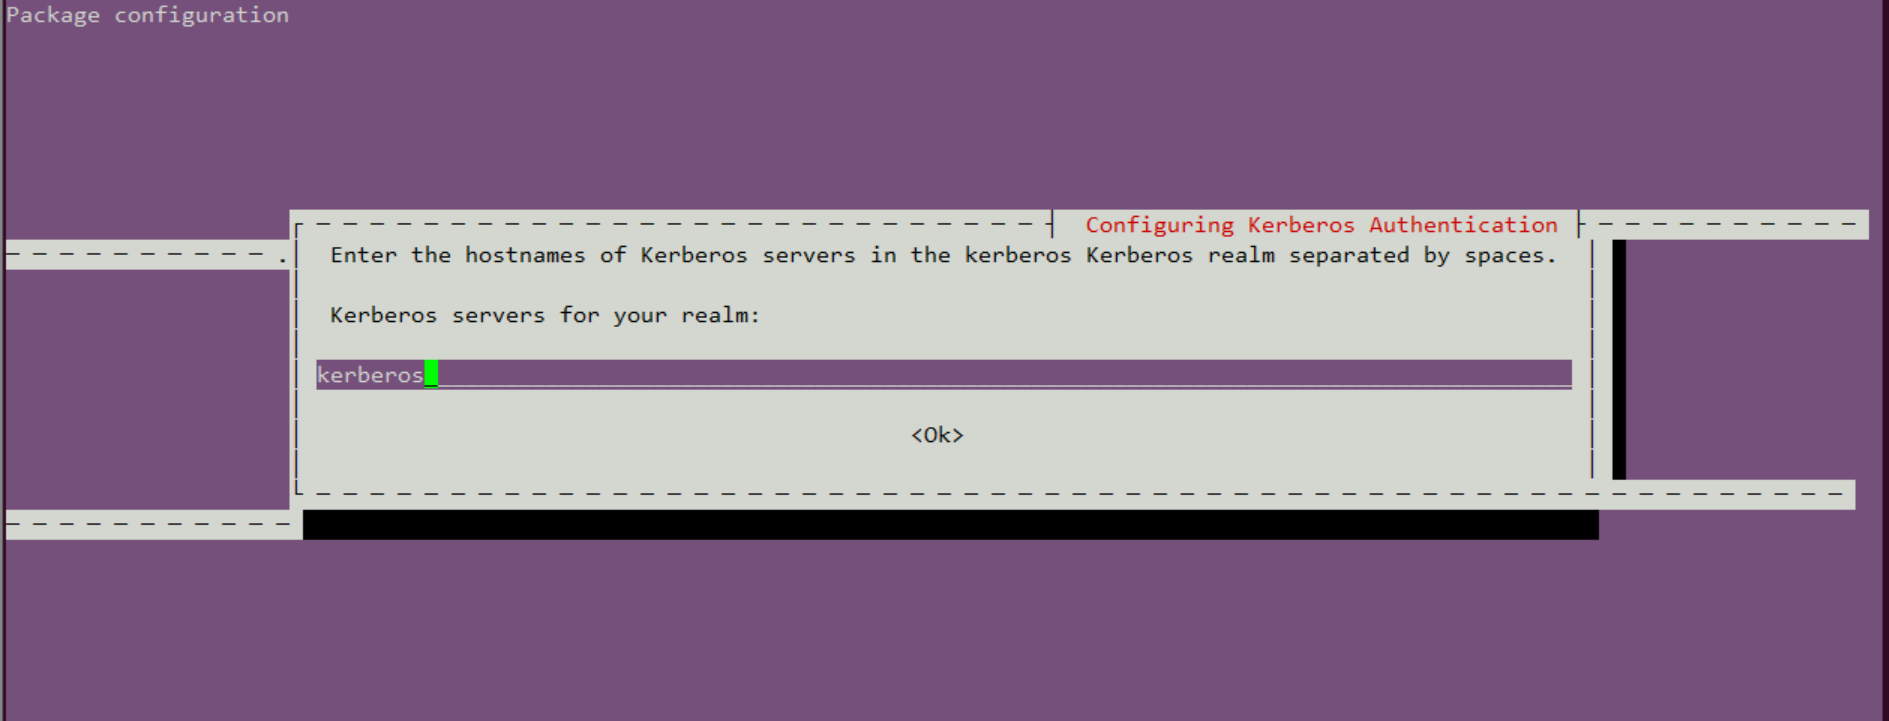 Package configuration
Configuring Kerberos Authentication
Enter the hostnames of Kerberos servers in the kerberos Kerberos realm separated by spaces.
Kerberos servers for your realm:
kerberos
<Ok>